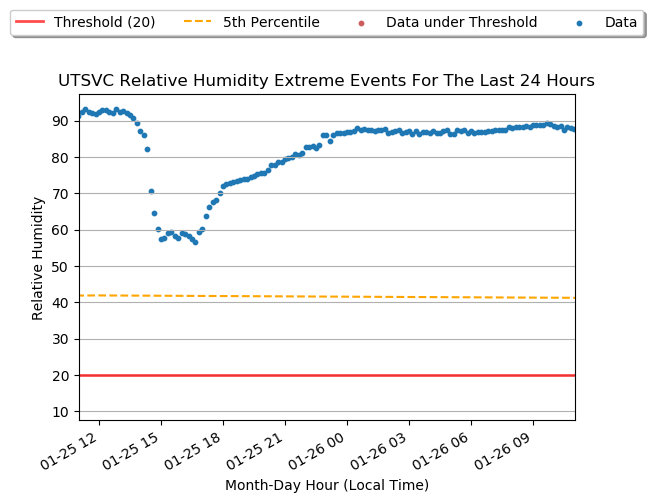 Threshold (20)
5th Percentile
Data under Threshold
Data
UTSVC Relative Humidity Extreme Events For The Last 24 Hours
90
80
70
60
50
40
30
20
10
Relative Humidity
01-25 12
01-25 15
01-25 18
01-25 21
01-26 00
01-26 03
01-26 06
01-26 09
Month-Day Hour (Local Time)